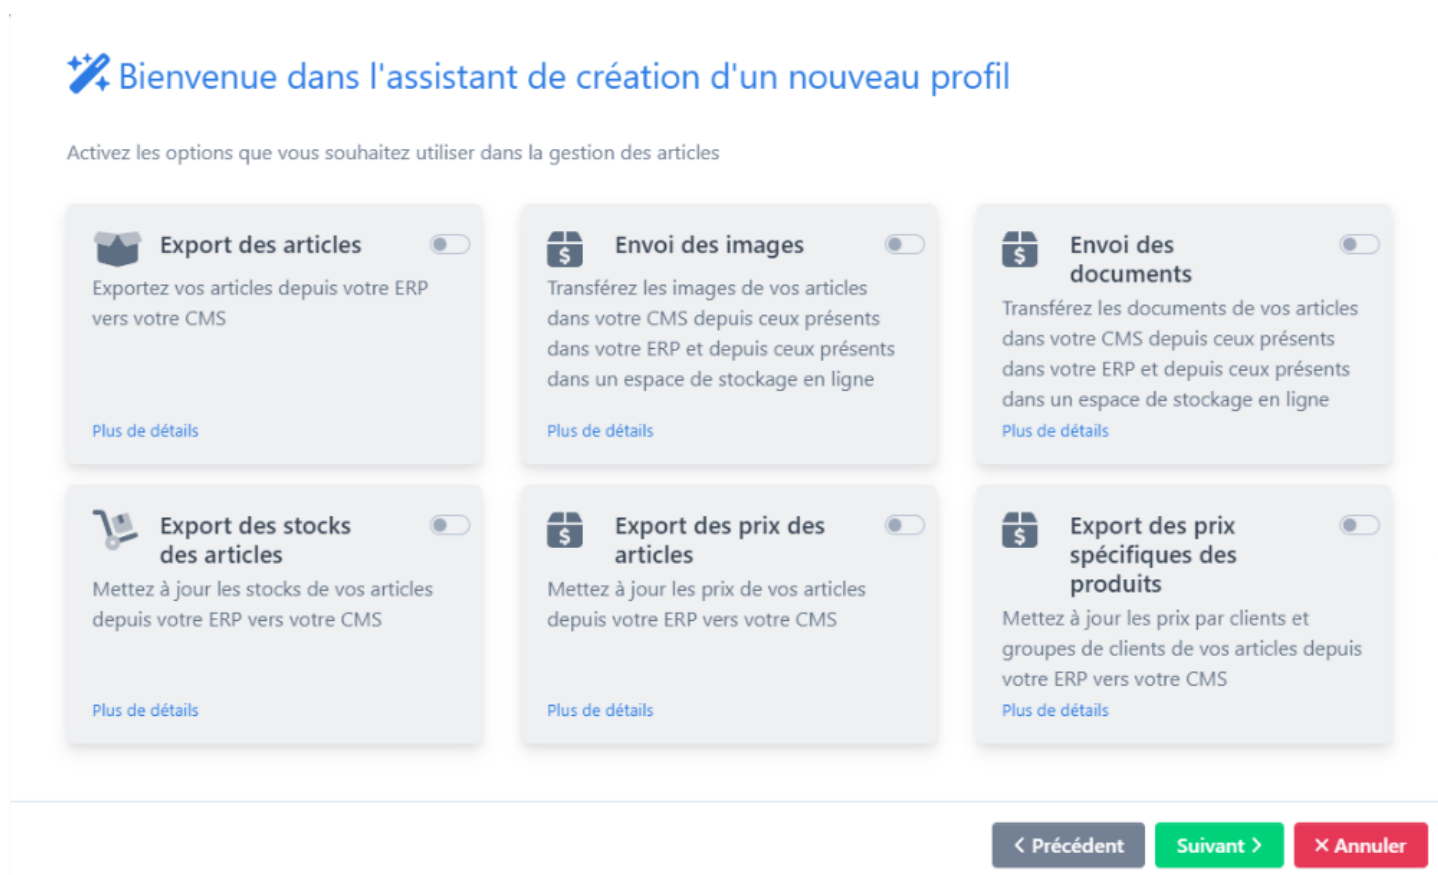 Bienvenue dans l'assistant de création d'un nouveau profil
Activez les options que vous souhaitez utiliser dans la gestion des articles
Export des articles
Exportez vos articles depuis votre ERP
vers votre CMS
Plus de détails
Envoi des images
Transférez les images de vos articles
dans votre CMS depuis ceux présents
dans votre ERP et depuis ceux présents
dans un espace de stockage en ligne
Plus de détails
Envoi des
documents
Transférez les documents de vos articles
dans votre CMS depuis ceux présents
dans votre ERP et depuis ceux présents
dans un espace de stockage en ligne
Plus de détails
Export des stocks
des articles
Mettez à jour les stocks de vos articles
depuis votre ERP vers votre CMS
Plus de détails
Export des prix des
articles
Mettez à jour les prix de vos articles
depuis votre ERP vers votre CMS
Plus de détails
Export des prix
spécifiques des
produits
Mettez à jour les prix par clients et
groupes de clients de vos articles depuis
votre ERP vers votre CMS
Plus de détails
Précédent
Suivant
Annuler